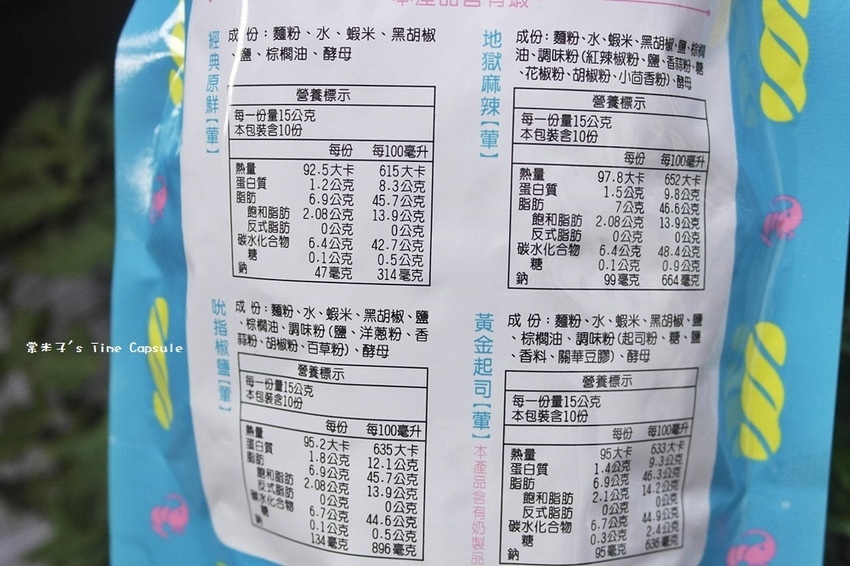 本產品含有蝦
經典原鮮【葷】
成 份：麵粉、水、蝦米、黑胡椒
、鹽、棕櫚油、酵母
營養標示
每一份量15公克
本包裝含10份
每份 每100毫升
熱量 92.5大卡 615大卡
蛋白質 1.2公克 8.3公克
脂肪 6.9公克 45.7公克
飽和脂肪 2.08公克 13.9公克
反式脂肪 0公克 0公克
碳水化合物 6.4公克 42.7公克
糖 0.1公克 0.5公克
鈉 47毫克 314毫克
地獄麻辣【葷】
成份：麵粉、水、蝦米、黑胡椒、鹽、棕櫚
油、調味粉（紅辣椒粉、鹽、香蒜粉、糖
、花椒粉、胡椒粉、小茴香粉）、酵母
營養標示
每一份量15公克
本包裝含10份
每份 每100毫升
熱量 97.8大卡 652大卡
蛋白質 1.5公克 9.8公克
脂肪 7公克 46.6公克
飽和脂肪 2.08公克 13.9公克
反式脂肪 0公克 0公克
碳水化合物 6.4公克 48.4公克
糖 0.1公克 0.9公克
鈉 99毫克 664毫克
吮指椒鹽【葷】
成 份：麵粉、水、蝦米、黑胡椒、鹽
、棕櫚油、調味粉（鹽、洋蔥粉、香
蒜粉、胡椒粉、百草粉）、酵母
營養標示
每一份量15公克
本包裝含10份
每份 每100毫升
熱量 95.2大卡 635大卡
蛋白質 1.8公克 12.1公克
脂肪 6.9公克 45.7公克
飽和脂肪 2.08公克 13.9公克
反式脂肪 0公克 0公克
碳水化合物 6.7公克 44.6公克
糖 0.1公克 0.5公克
鈉 134毫克 896毫克
黃金起司【葷】
本產品含有奶製品
成 份：麵粉、水、蝦米、黑胡椒、鹽
、棕櫚油、調味粉（起司粉、糖、鹽
、香料、關華豆膠）、酵母
營養標示
每一份量15公克
本包裝含10份
每份 每100毫升
熱量 95大卡 633大卡
蛋白質 1.4公克 9.3公克
脂肪 6.9公克 46.3公克
飽和脂肪 2.1公克 14.2公克
反式脂肪 0公克 0公克
碳水化合物 6.7公克 44.9公克
糖 0.3公克 2.4公克
鈉 95毫克 636毫克
棠米子's Time Capsule